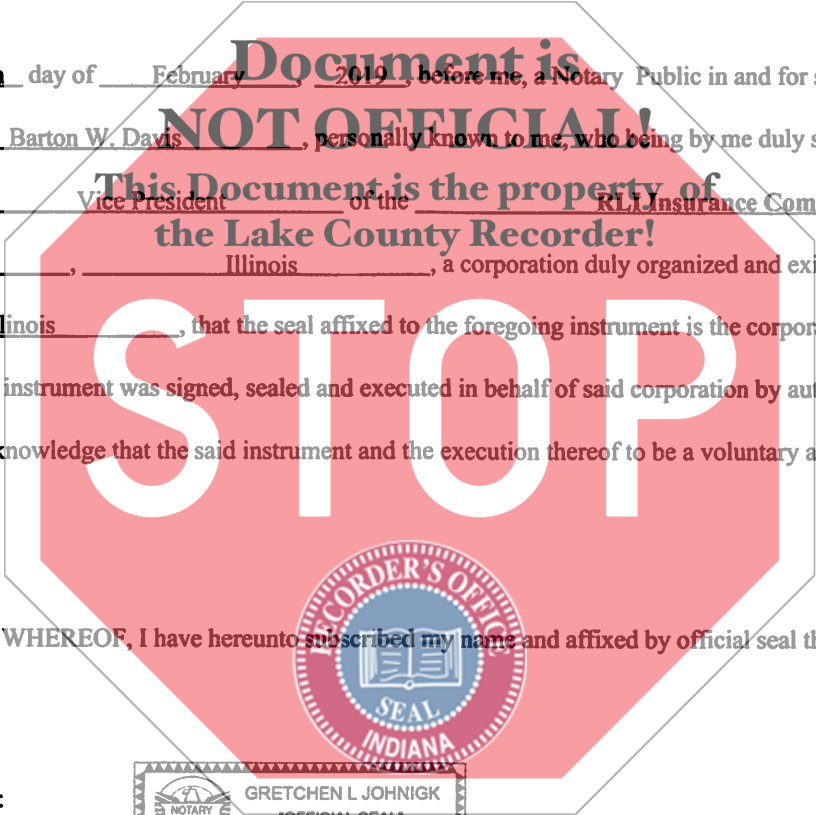 day of February, 2019, before me, a Notary Public in and for
Document is
Barton W. Davis, personally known to me, who being by me duly
NOT OFFICIAL!
This Document is the property of
Vice President of the RLI Insurance Com
the Lake County Recorder!
, Illinois, a corporation duly organized and exi
linois, that the seal affixed to the foregoing instrument is the corpor
STOP
instrument was signed, sealed and executed in behalf of said corporation by aut
knowledge that the said instrument and the execution thereof to be a voluntary a
WHEREOF, I have hereunto subscribed my name and affixed by official seal th
RECORDER'S OFFICE
SEAL
INDIANA
GRETCHEN L JOHNIGK
NOTARY
"OFFICIAL SEAL"